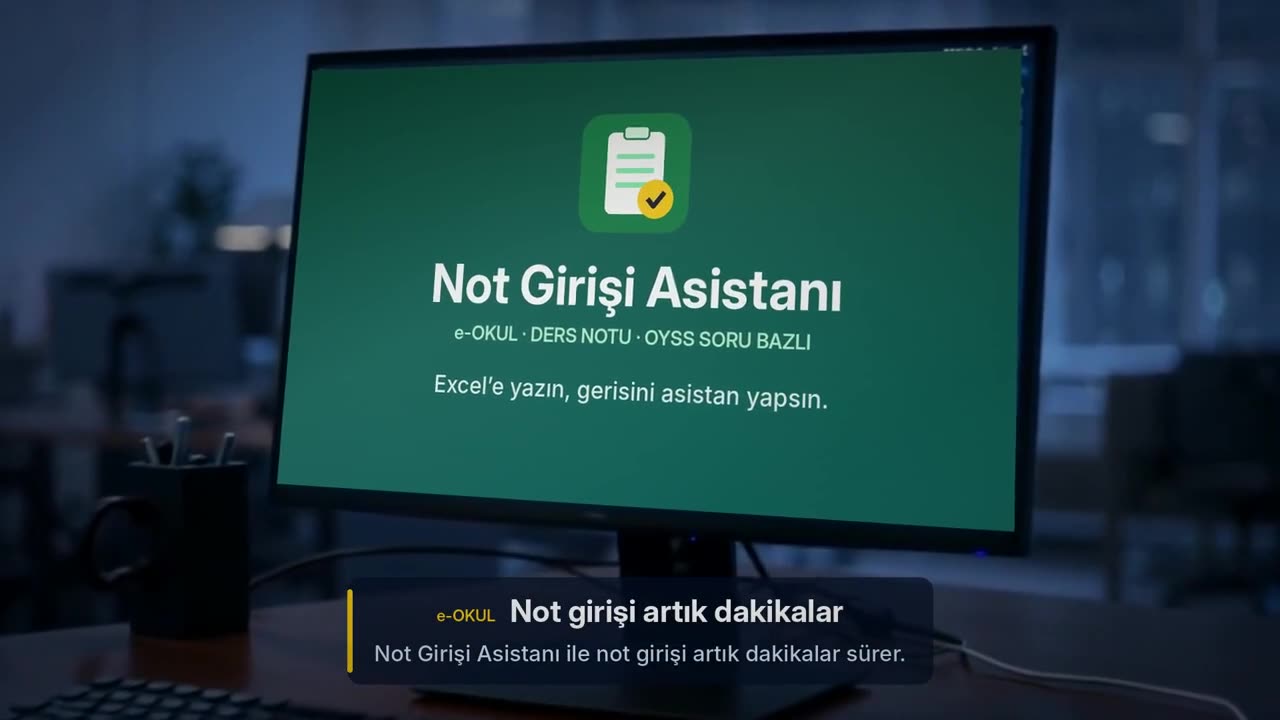 Not Girişi Asistanı
e-OKUL · DERS NOTU · OYSS SORU BAZLI
Excel’e yazın, gerisini asistan yapsın.
e-OKUL Not girişi artık dakikalar
Not Girişi Asistanı ile not girişi artık dakikalar sürer.